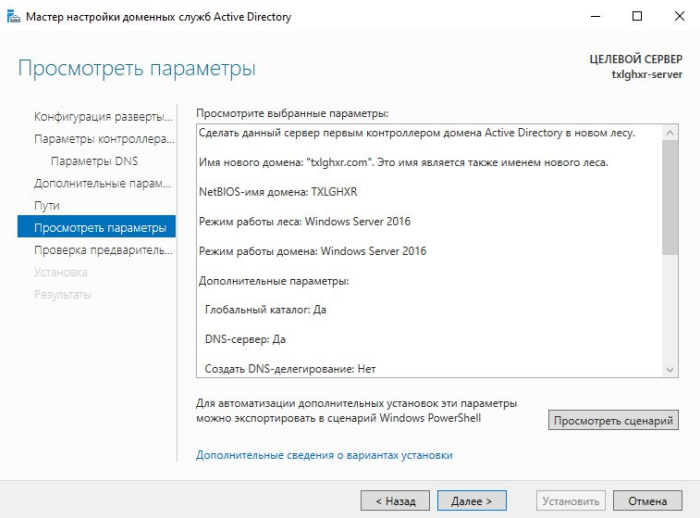 Мастер настройки доменных служб Active Directory
Просмотреть параметры
ЦЕЛЕВОЙ СЕРВЕР
txlghxr-server
Конфигурация разверты...
Параметры контроллера...
Параметры DNS
Дополнительные парам...
Пути
Просмотреть параметры
Проверка предваритель...
Установка
Результаты
Просмотрите выбранные параметры:
Сделать данный сервер первым контроллером домена Active Directory в новом лесу.
Имя нового домена: "txlghxr.com". Это имя является также именем нового леса.
NetBIOS-имя домена: TXLGHXR
Режим работы леса: Windows Server 2016
Режим работы домена: Windows Server 2016
Дополнительные параметры:
Глобальный каталог: Да
DNS-сервер: Да
Создать DNS-делегирование: Нет
Для автоматизации дополнительных установок эти параметры
можно экспортировать в сценарий Windows PowerShell
Просмотреть сценарий
Дополнительные сведения о вариантах установки
< Назад
Далее >
Установить
Отмена